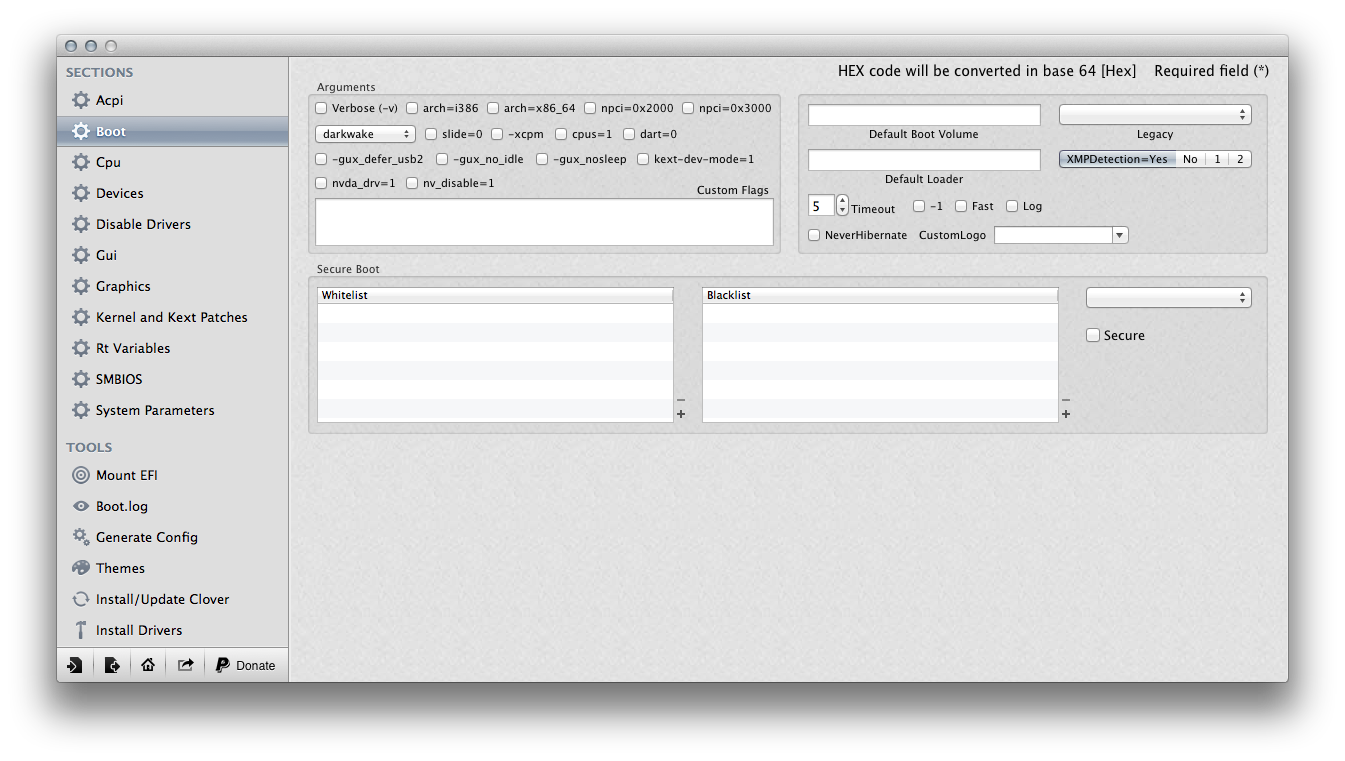 SECTIONS
Acpi
Boot
Cpu
Devices
Disable Drivers
Gui
Graphics
Kernel and Kext Patches
Rt Variables
SMBIOS
System Parameters
TOOLS
Mount EFI
Boot.log
Generate Config
Themes
Install/Update Clover
Install Drivers
Donate
HEX code will be converted in base 64 [Hex] Required field (*)
Arguments
Verbose (-v) arch=i386 arch=x86_64 npci=0x2000 npci=0x3000
darkwake slide=0 -xcpm cpus=1 dart=0
-gux_defer_usb2 -gux_no_idle -gux_nosleep kext-dev-mode=1
nvda_drv=1 nv_disable=1
Custom Flags
Default Boot Volume Legacy
XMPDetection=Yes No 1 2
Default Loader
5 Timeout -1 Fast Log
NeverHibernate CustomLogo
Secure Boot
Whitelist Blacklist
Secure